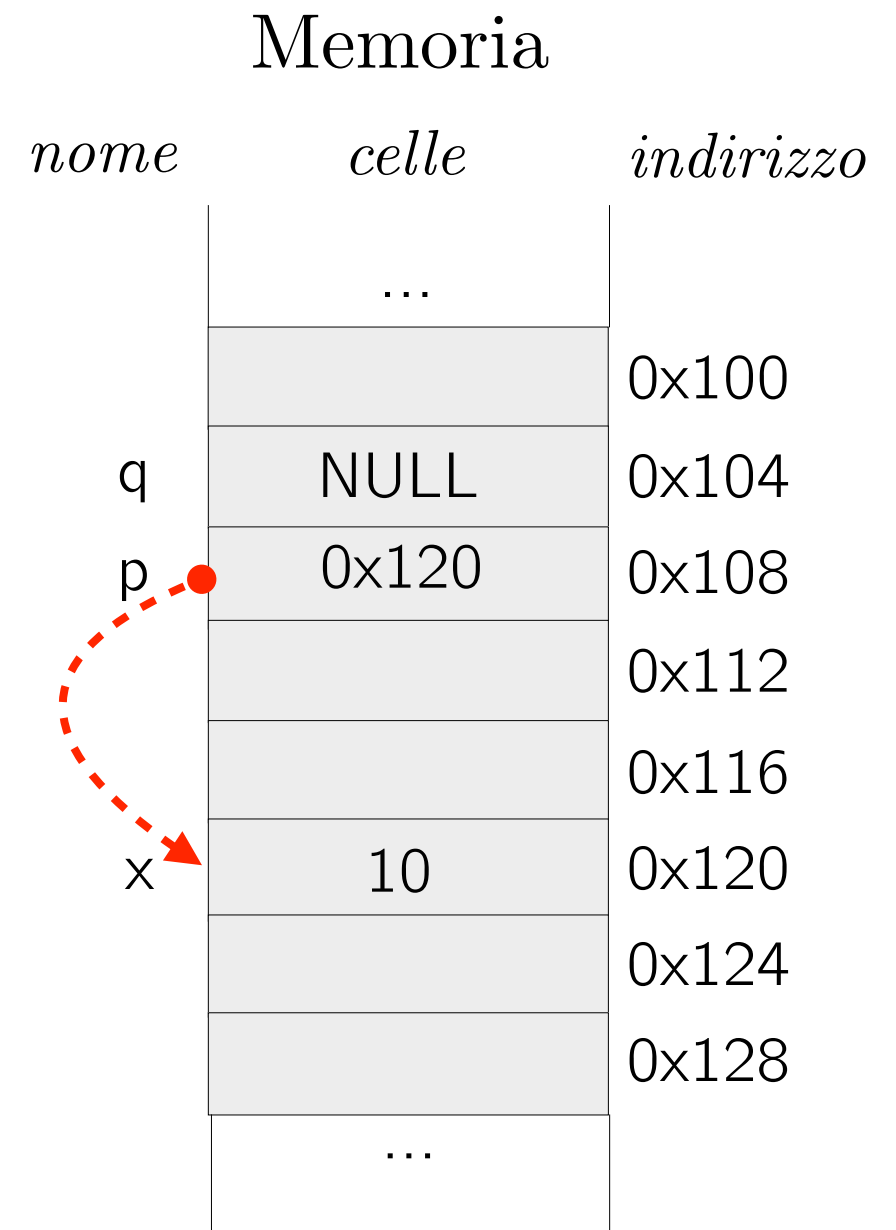 Memoria
nome celle indirizzo
...
0x100
q NULL 0x104
p 0x120 0x108
0x112
0x116
x 10 0x120
0x124
0x128
...